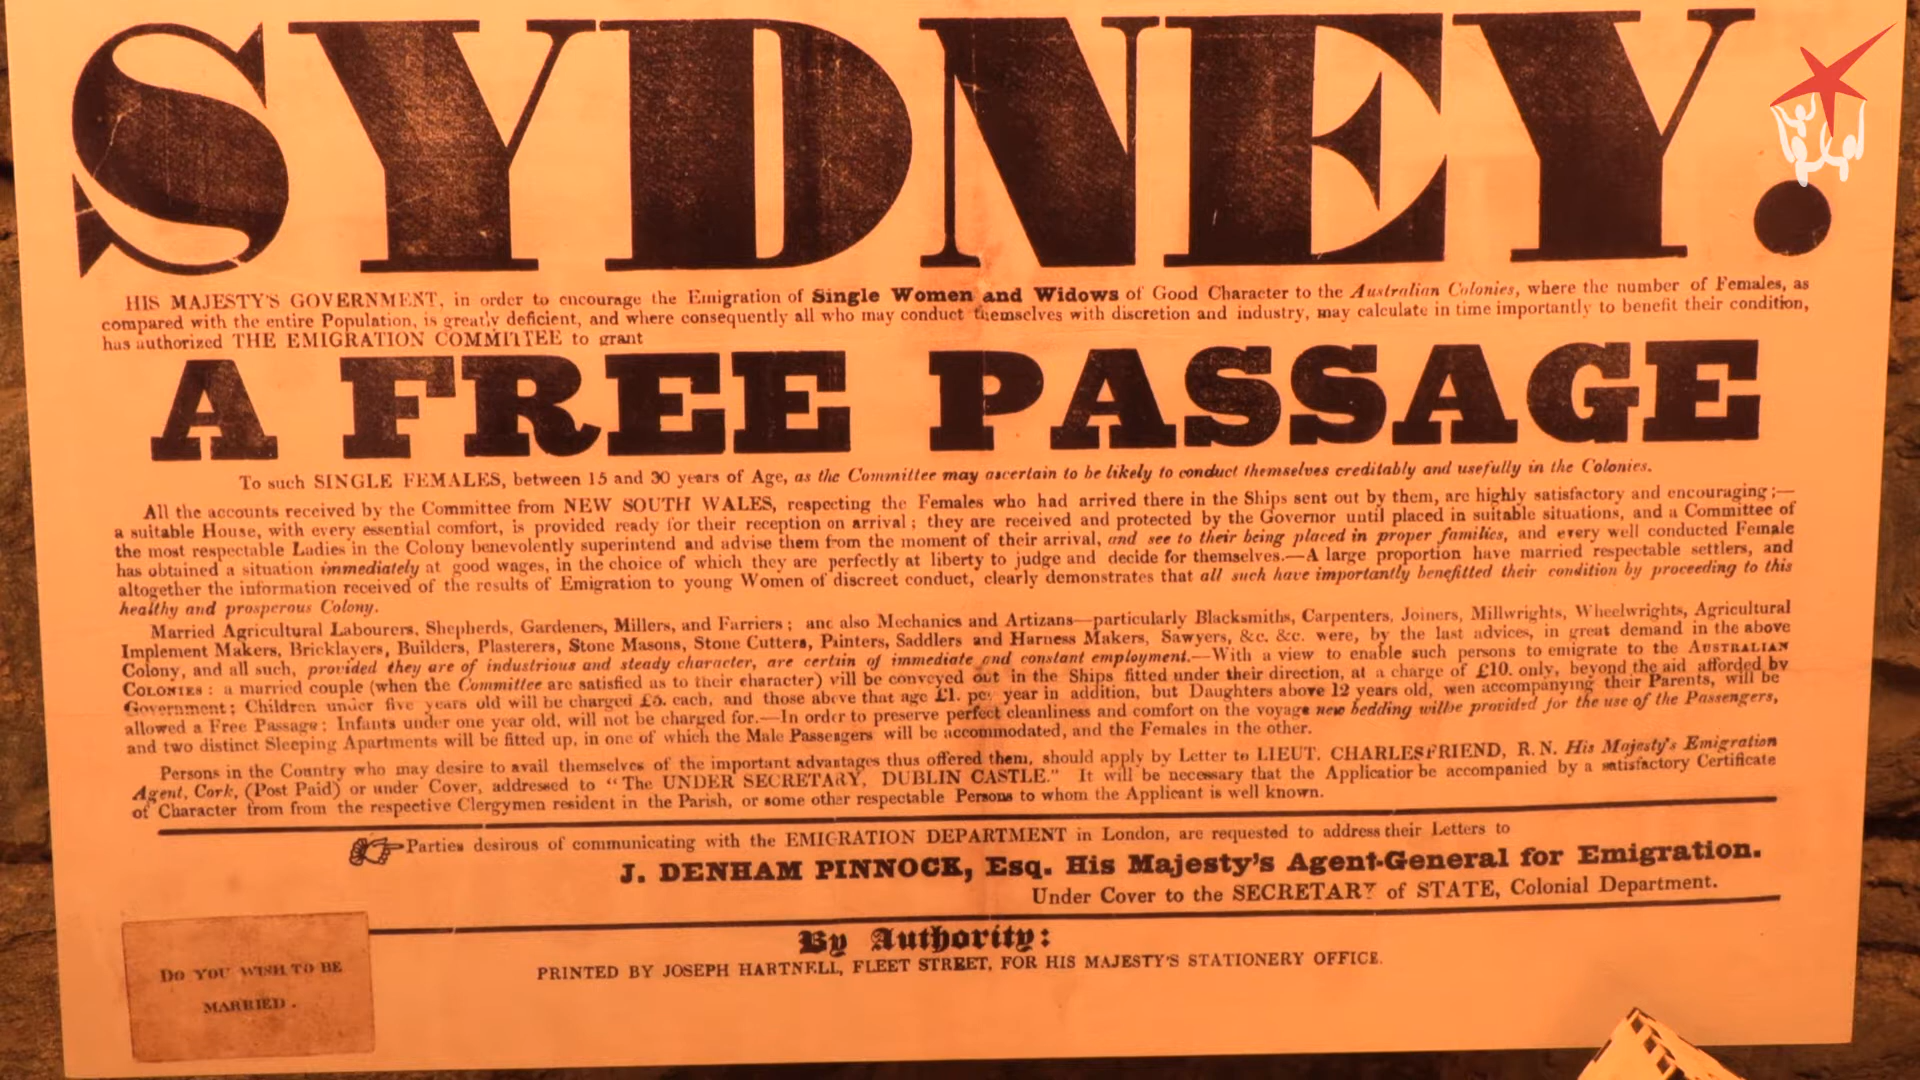 SYDNEY.
HIS MAJESTY'S GOVERNMENT, in order to encourage the Emigration of Single Women and Widows of Good Character to the Australian Colonies, where the number of Females, as
compared with the entire Population, is greatly deficient, and where consequently all who may conduct themselves with discretion and industry, may calculate in time importantly to benefit their condition,
has authorized THE EMIGRATION COMMITTEE to grant
A FREE PASSAGE
To such SINGLE FEMALES, between 15 and 30 years of Age, as the Committee may ascertain to be likely to conduct themselves creditably and usefully in the Colonies.
All the accounts received by the Committee from NEW SOUTH WALES, respecting the Females who had arrived there in the Ships sent out by them, are highly satisfactory and encouraging;—
a suitable House, with every essential comfort, is provided ready for their reception on arrival; they are received and protected by the Governor until placed in suitable situations, and a Committee of
the most respectable Ladies in the Colony benevolently superintend and advise them from the moment of their arrival, and see to their being placed in proper families, and every well conducted Female
has obtained a situation immediately at good wages, in the choice of which they are perfectly at liberty to judge and decide for themselves.—A large proportion have married respectable settlers, and
altogether the information received of the results of Emigration to young Women of discreet conduct, clearly demonstrates that all such have importantly benefitted their condition by proceeding to this
healthy and prosperous Colony.
Married Agricultural Labourers, Shepherds, Gardeners, Millers, and Farriers; and also Mechanics and Artizans—particularly Blacksmiths, Carpenters, Joiners, Millwrights, Wheelwrights, Agricultural
Implement Makers, Bricklayers, Builders, Plasterers, Stone Masons, Stone Cutters, Painters, Saddlers and Harness Makers, Sawyers, &c. &c. were, by the last advices, in great demand in the above
Colony, and all such, provided they are of industrious and steady character, are certain of immediate and constant employment.—With a view to enable such persons to emigrate to the AUSTRALIAN
COLONIES: a married couple (when the Committee are satisfied as to their character) will be conveyed out in the Ships fitted under their direction, at a charge of £10. only, beyond the aid afforded by
Government; Children under five years old will be charged £5. each, and those above that age £1. per year in addition, but Daughters above 12 years old, wen accompanying their Parents, will be
allowed a Free Passage: Infants under one year old, will not be charged for.—In order to preserve perfect cleanliness and comfort on the voyage new bedding willbe provided for the use of the Passengers,
and two distinct Sleeping Apartments will be fitted up, in one of which the Male Passengers will be accommodated, and the Females in the other.
Persons in the Country who may desire to avail themselves of the important advantages thus offered them, should apply by Letter to LIEUT. CHARLESFRIEND, R.N. His Majesty's Emigration
Agent, Cork, (Post Paid) or under Cover, addressed to "The UNDER SECRETARY, DUBLIN CASTLE." It will be necessary that the Application be accompanied by a satisfactory Certificate
of Character from from the respective Clergymen resident in the Parish, or some other respectable Persons to whom the Applicant is well known.
Parties desirous of communicating with the EMIGRATION DEPARTMENT in London, are requested to address their Letters to
J. DENHAM PINNOCK, Esq. His Majesty's Agent-General for Emigration.
Under Cover to the SECRETARY of STATE, Colonial Department.
By Authority:
PRINTED BY JOSEPH HARTNELL, FLEET STREET, FOR HIS MAJESTY'S STATIONERY OFFICE.
DO YOU WISH TO BE
MARRIED.